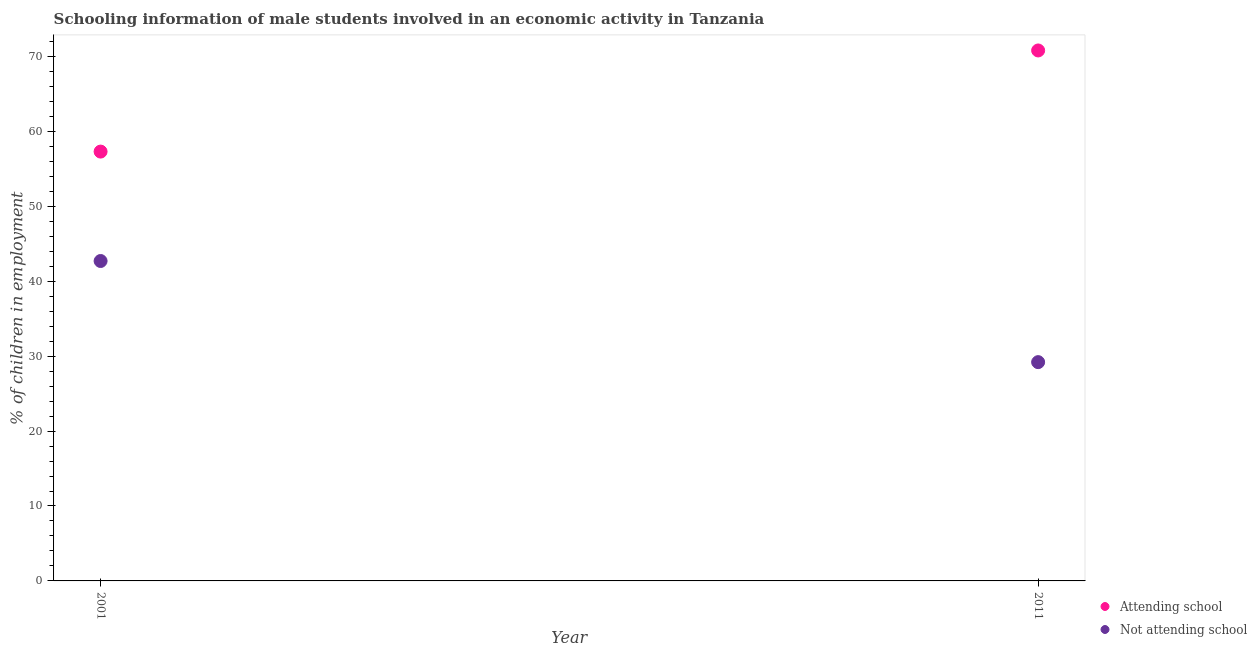 Schooling information of male students involved in an economic activity in Tanzania
% of children in employment
70
60
50
40
30
20
10
0
2001
2011
Year
Attending school
Not attending school